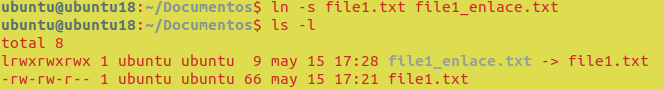 ubuntu@ubuntu18:~/Documentos$ ln -s file1.txt file1_enlace.txt
ubuntu@ubuntu18:~/Documentos$ ls -l
total 8
lrwxrwxrwx 1 ubuntu ubuntu  9 may 15 17:28 file1_enlace.txt -> file1.txt
-rw-rw-r-- 1 ubuntu ubuntu 66 may 15 17:21 file1.txt